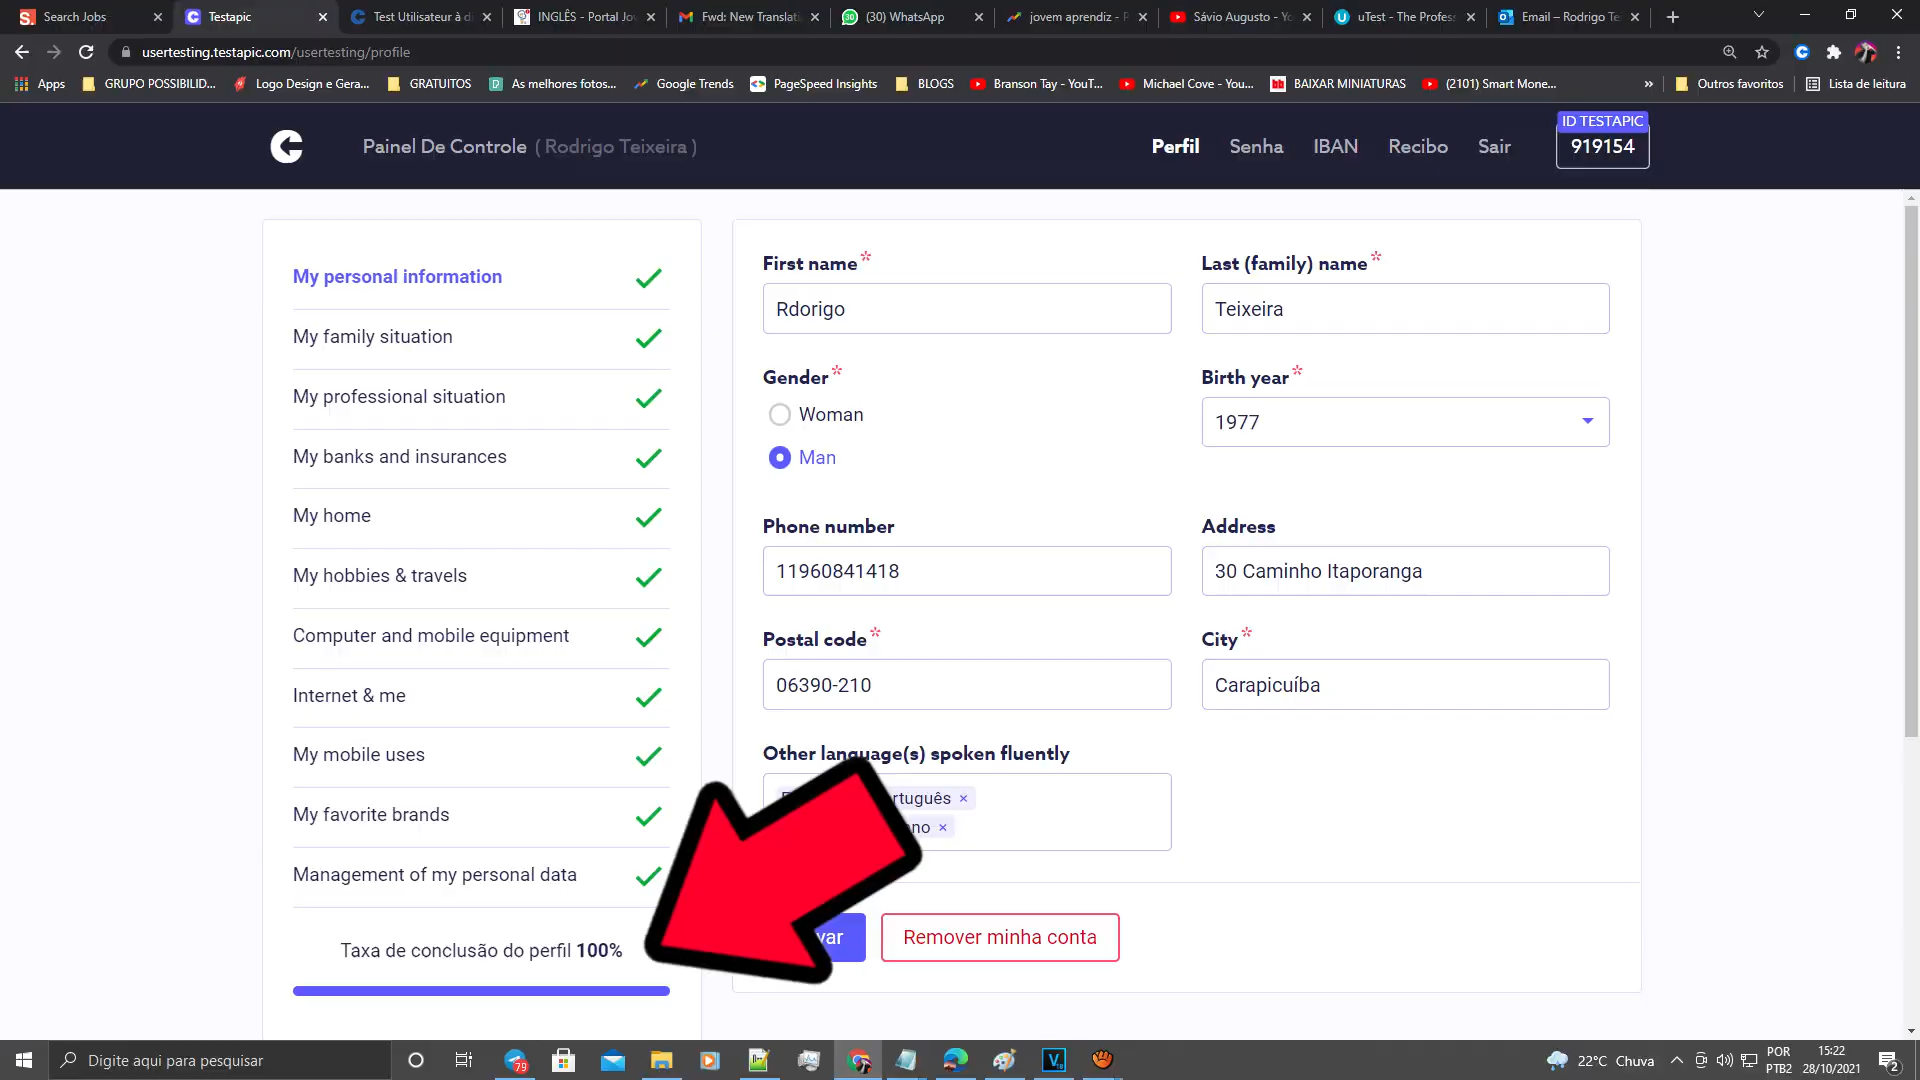 Search Jobs
Testapic
Test Utilisateur à di
INGLÊS - Portal Jo
Fwd: New Translati
(30) WhatsApp
jovem aprendiz - P
Sávio Augusto - Yo
uTest - The Profess
Email – Rodrigo Te
usertesting.testapic.com/usertesting/profile
Apps
GRUPO POSSIBILID...
Logo Design e Gera...
GRATUITOS
As melhores fotos...
Google Trends
PageSpeed Insights
BLOGS
Branson Tay - YouT...
Michael Cove - You...
BAIXAR MINIATURAS
(2101) Smart Mone...
»
Outros favoritos
Lista de leitura
Painel De Controle ( Rodrigo Teixeira )
Perfil
Senha
IBAN
Recibo
Sair
ID TESTAPIC
919154
My personal information
My family situation
My professional situation
My banks and insurances
My home
My hobbies & travels
Computer and mobile equipment
Internet & me
My mobile uses
My favorite brands
Management of my personal data
Taxa de conclusão do perfil 100%
First name *
Last (family) name *
Rdorigo
Teixeira
Gender *
Birth year *
Woman
1977
Man
Phone number
Address
11960841418
30 Caminho Itaporanga
Postal code *
City *
06390-210
Carapicuíba
Other language(s) spoken fluently
rtuguês ×
no ×
var
Remover minha conta
Digite aqui para pesquisar
79
22°C Chuva
POR
PTB2
15:22
28/10/2021
2